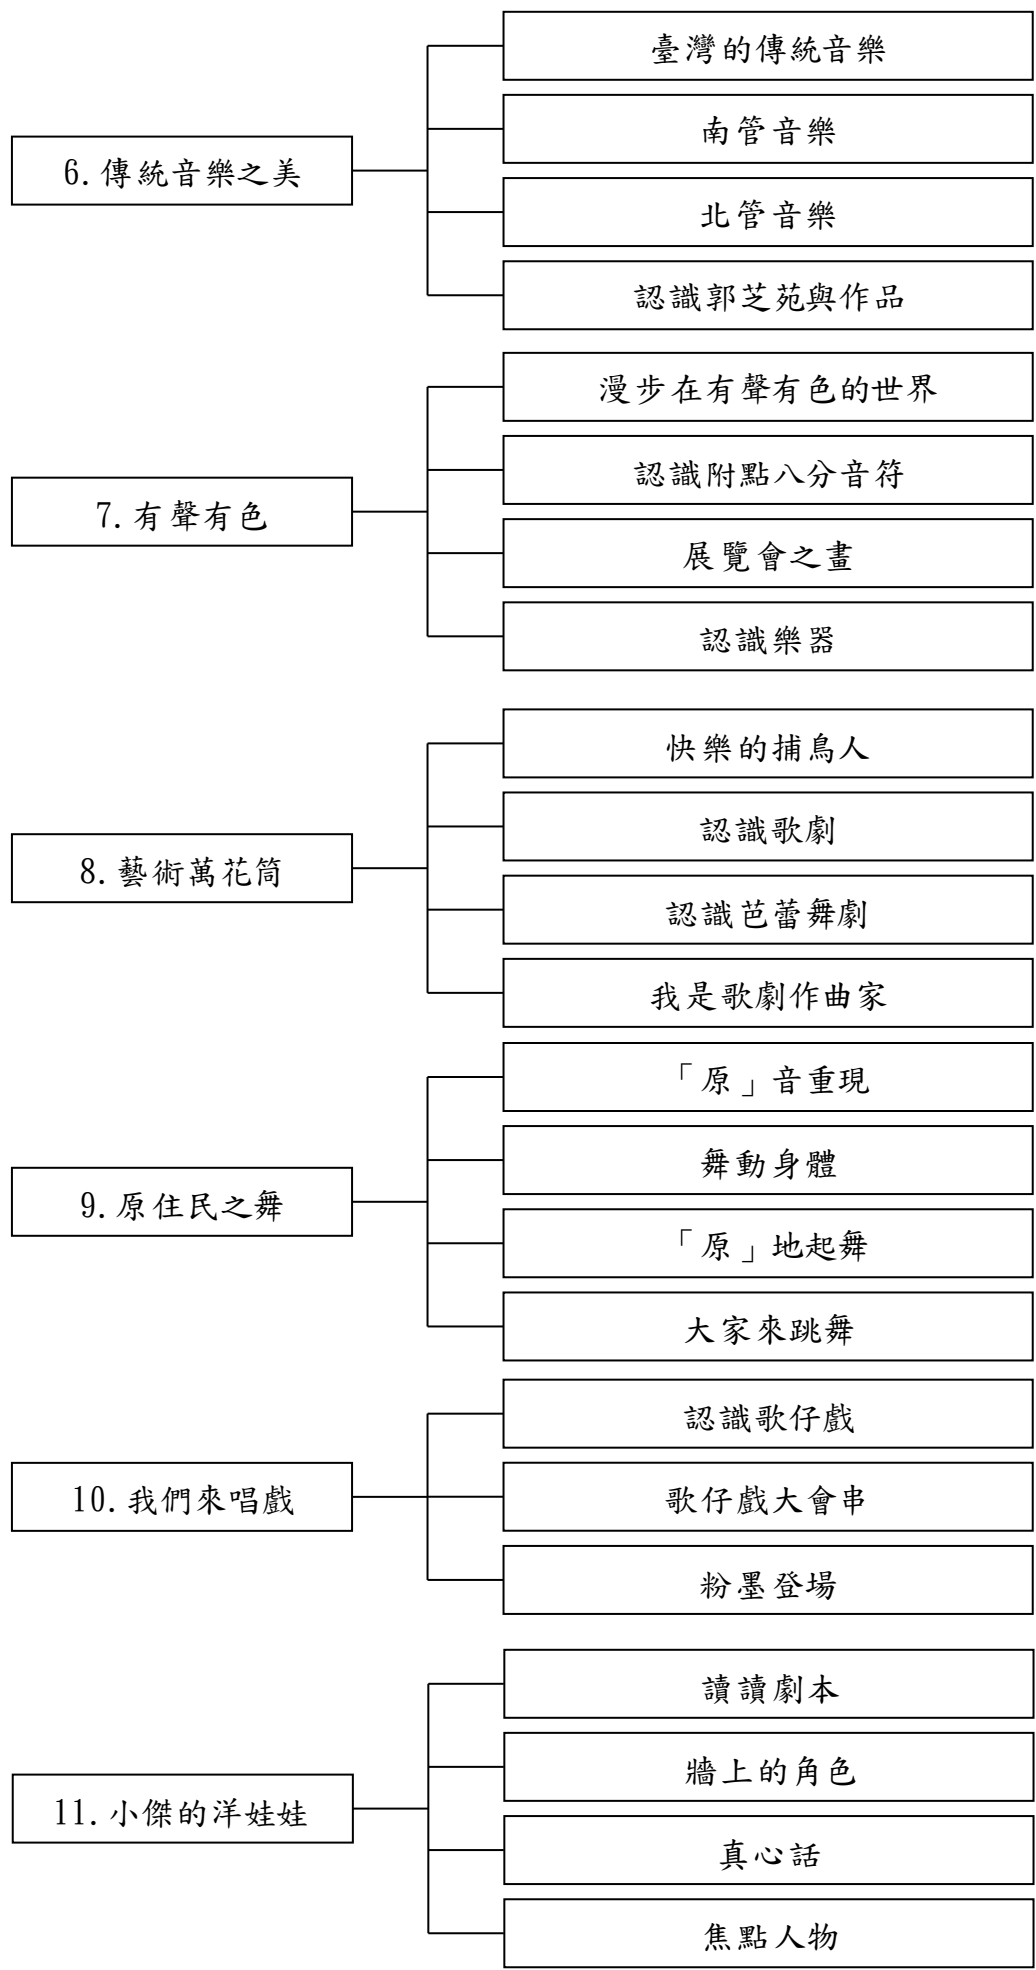 6.傳統音樂之美
臺灣的傳統音樂
南管音樂
北管音樂
認識郭芝苑與作品
7.有聲有色
漫步在有聲有色的世界
認識附點八分音符
展覽會之畫
認識樂器
8.藝術萬花筒
快樂的捕鳥人
認識歌劇
認識芭蕾舞劇
我是歌劇作曲家
9.原住民之舞
「原」音重現
舞動身體
「原」地起舞
大家來跳舞
10.我們來唱戲
認識歌仔戲
歌仔戲大會串
粉墨登場
11.小傑的洋娃娃
讀讀劇本
牆上的角色
真心話
焦點人物